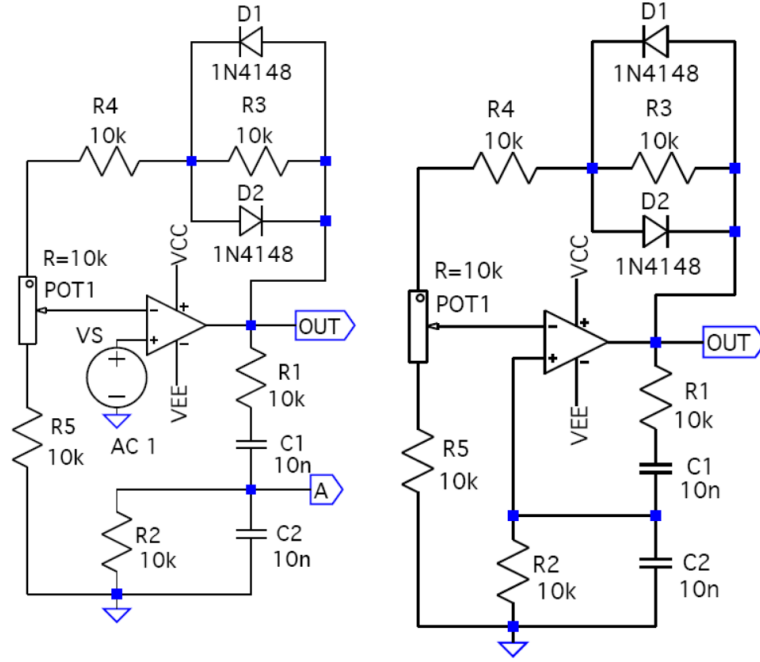 D1
1N4148
R4
10k
R3
10k
D2
1N4148
VCC
R=10k
POT1
-
+
+
-
VS
+
-
AC 1
VEE
OUT
R1
10k
C1
10n
R5
10k
A
R2
10k
C2
10n
D1
1N4148
R4
10k
R3
10k
D2
1N4148
VCC
R=10k
POT1
-
+
+
-
VEE
OUT
R1
10k
C1
10n
R5
10k
R2
10k
C2
10n